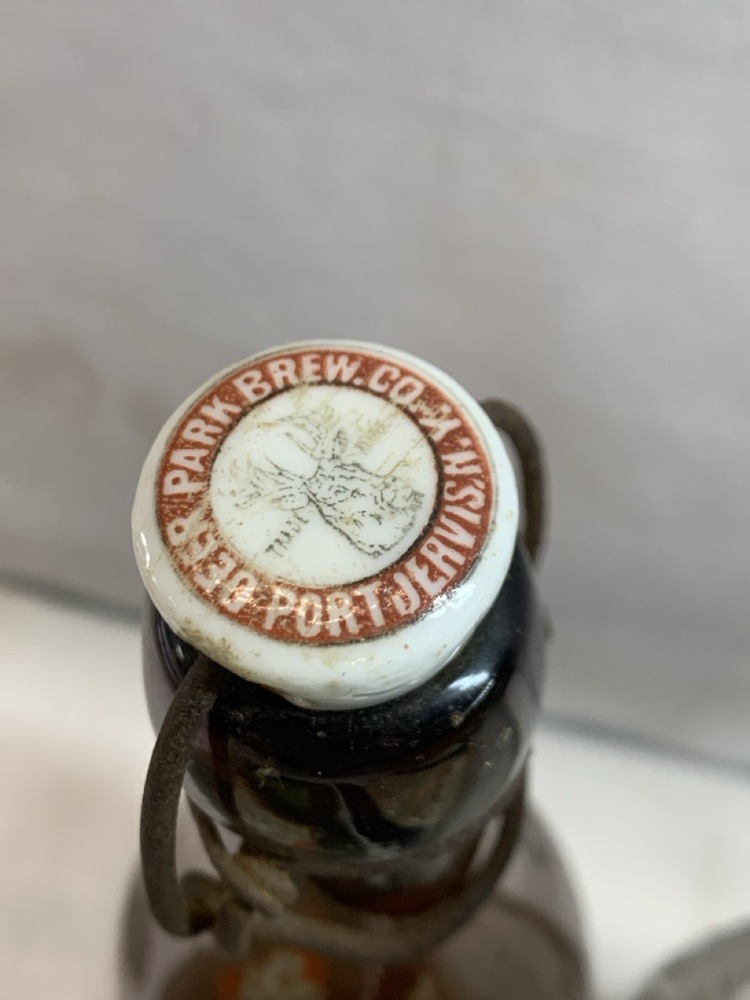 DEER PARK BREW. CO.
PORT JERVIS,
TRADE